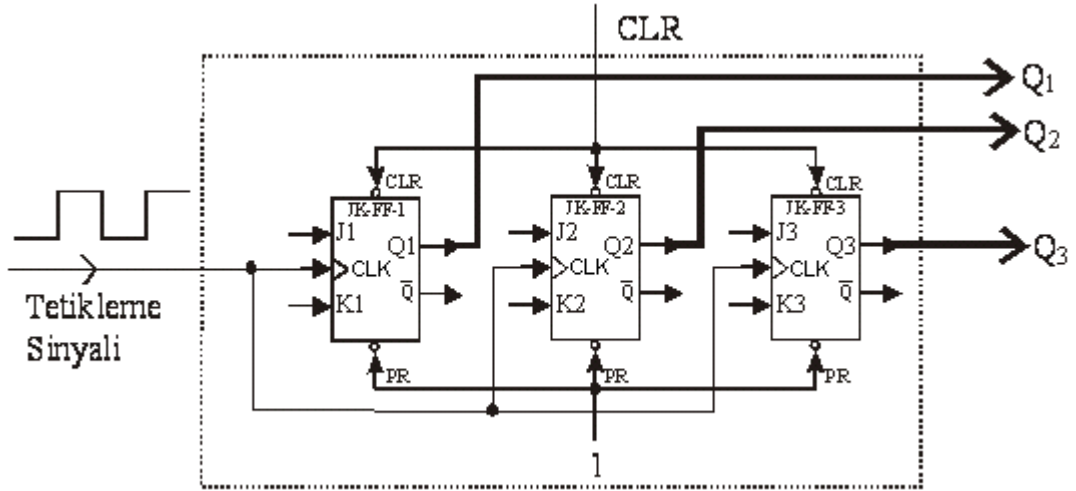 CLR
Q1
Q2
CLR
CLR
CLR
JK-FF-1
JK-FF-2
JK-FF-3
J1
Q1
J2
Q2
J3
Q3
Q3
CLK
CLK
CLK
K1
Q̅
K2
Q̅
K3
Q̅
Tetikleme
Sinyali
PR
PR
PR
1